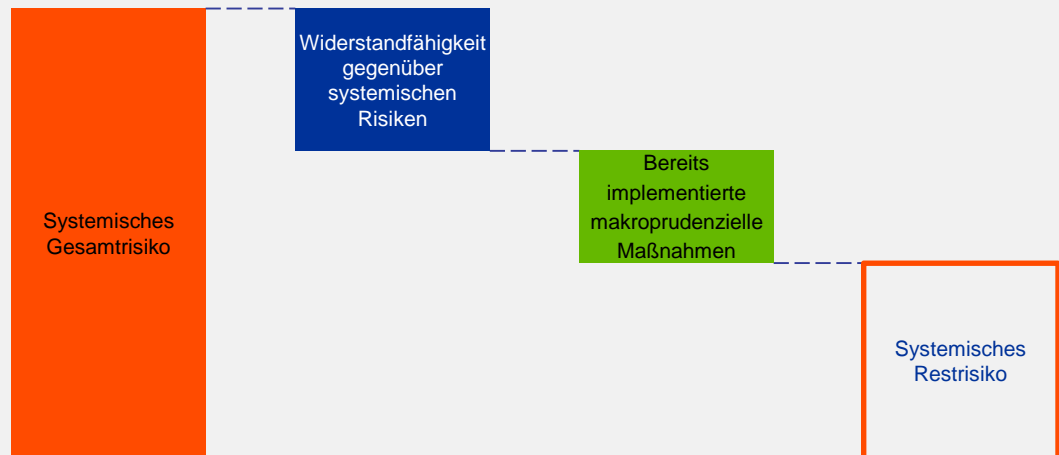 Systemisches
Gesamtrisiko
Widerstandfähigkeit
gegenüber
systemischen
Risiken
Bereits
implementierte
makroprudenzielle
Maßnahmen
Systemisches
Restrisiko